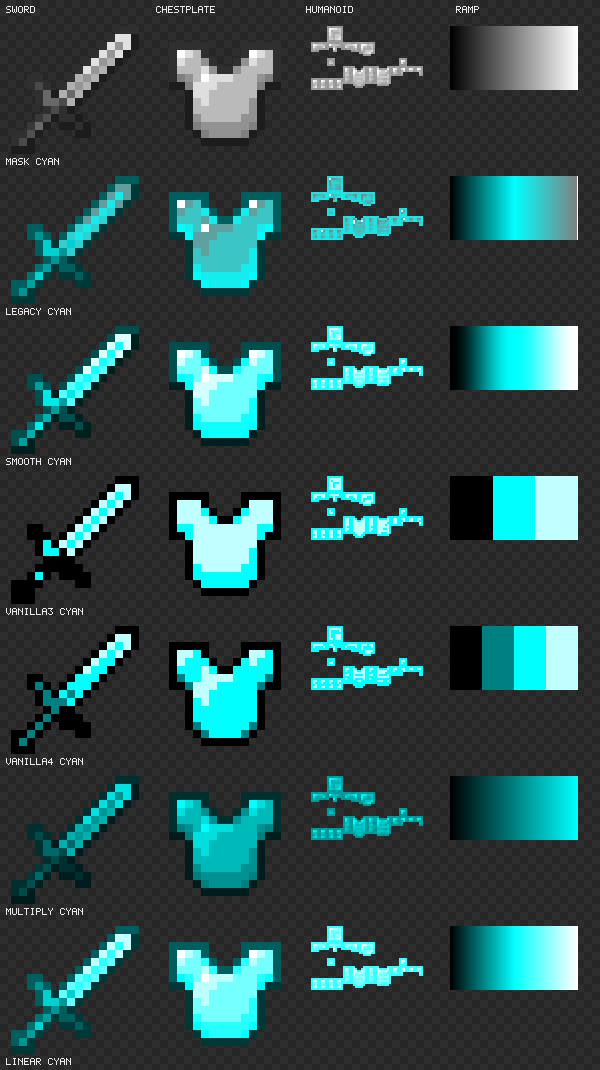 SWORD CHESTPLATE HUMANOID RAMP
MASK CYAN
LEGACY CYAN
SMOOTH CYAN
VANILLA3 CYAN
VANILLA4 CYAN
MULTIPLY CYAN
LINEAR CYAN